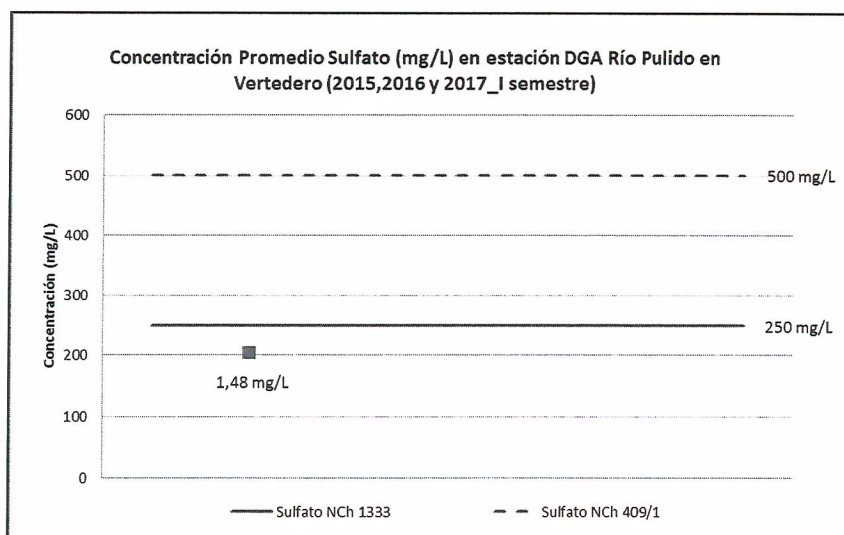 Concentración Promedio Sulfato (mg/L) en estación DGA Río Pulido en
Vertedero (2015,2016 y 2017_I semestre)
Concentración (mg/L)
600
500
400
300
200
100
0
500 mg/L
250 mg/L
1,48 mg/L
Sulfato NCh 1333
Sulfato NCh 409/1